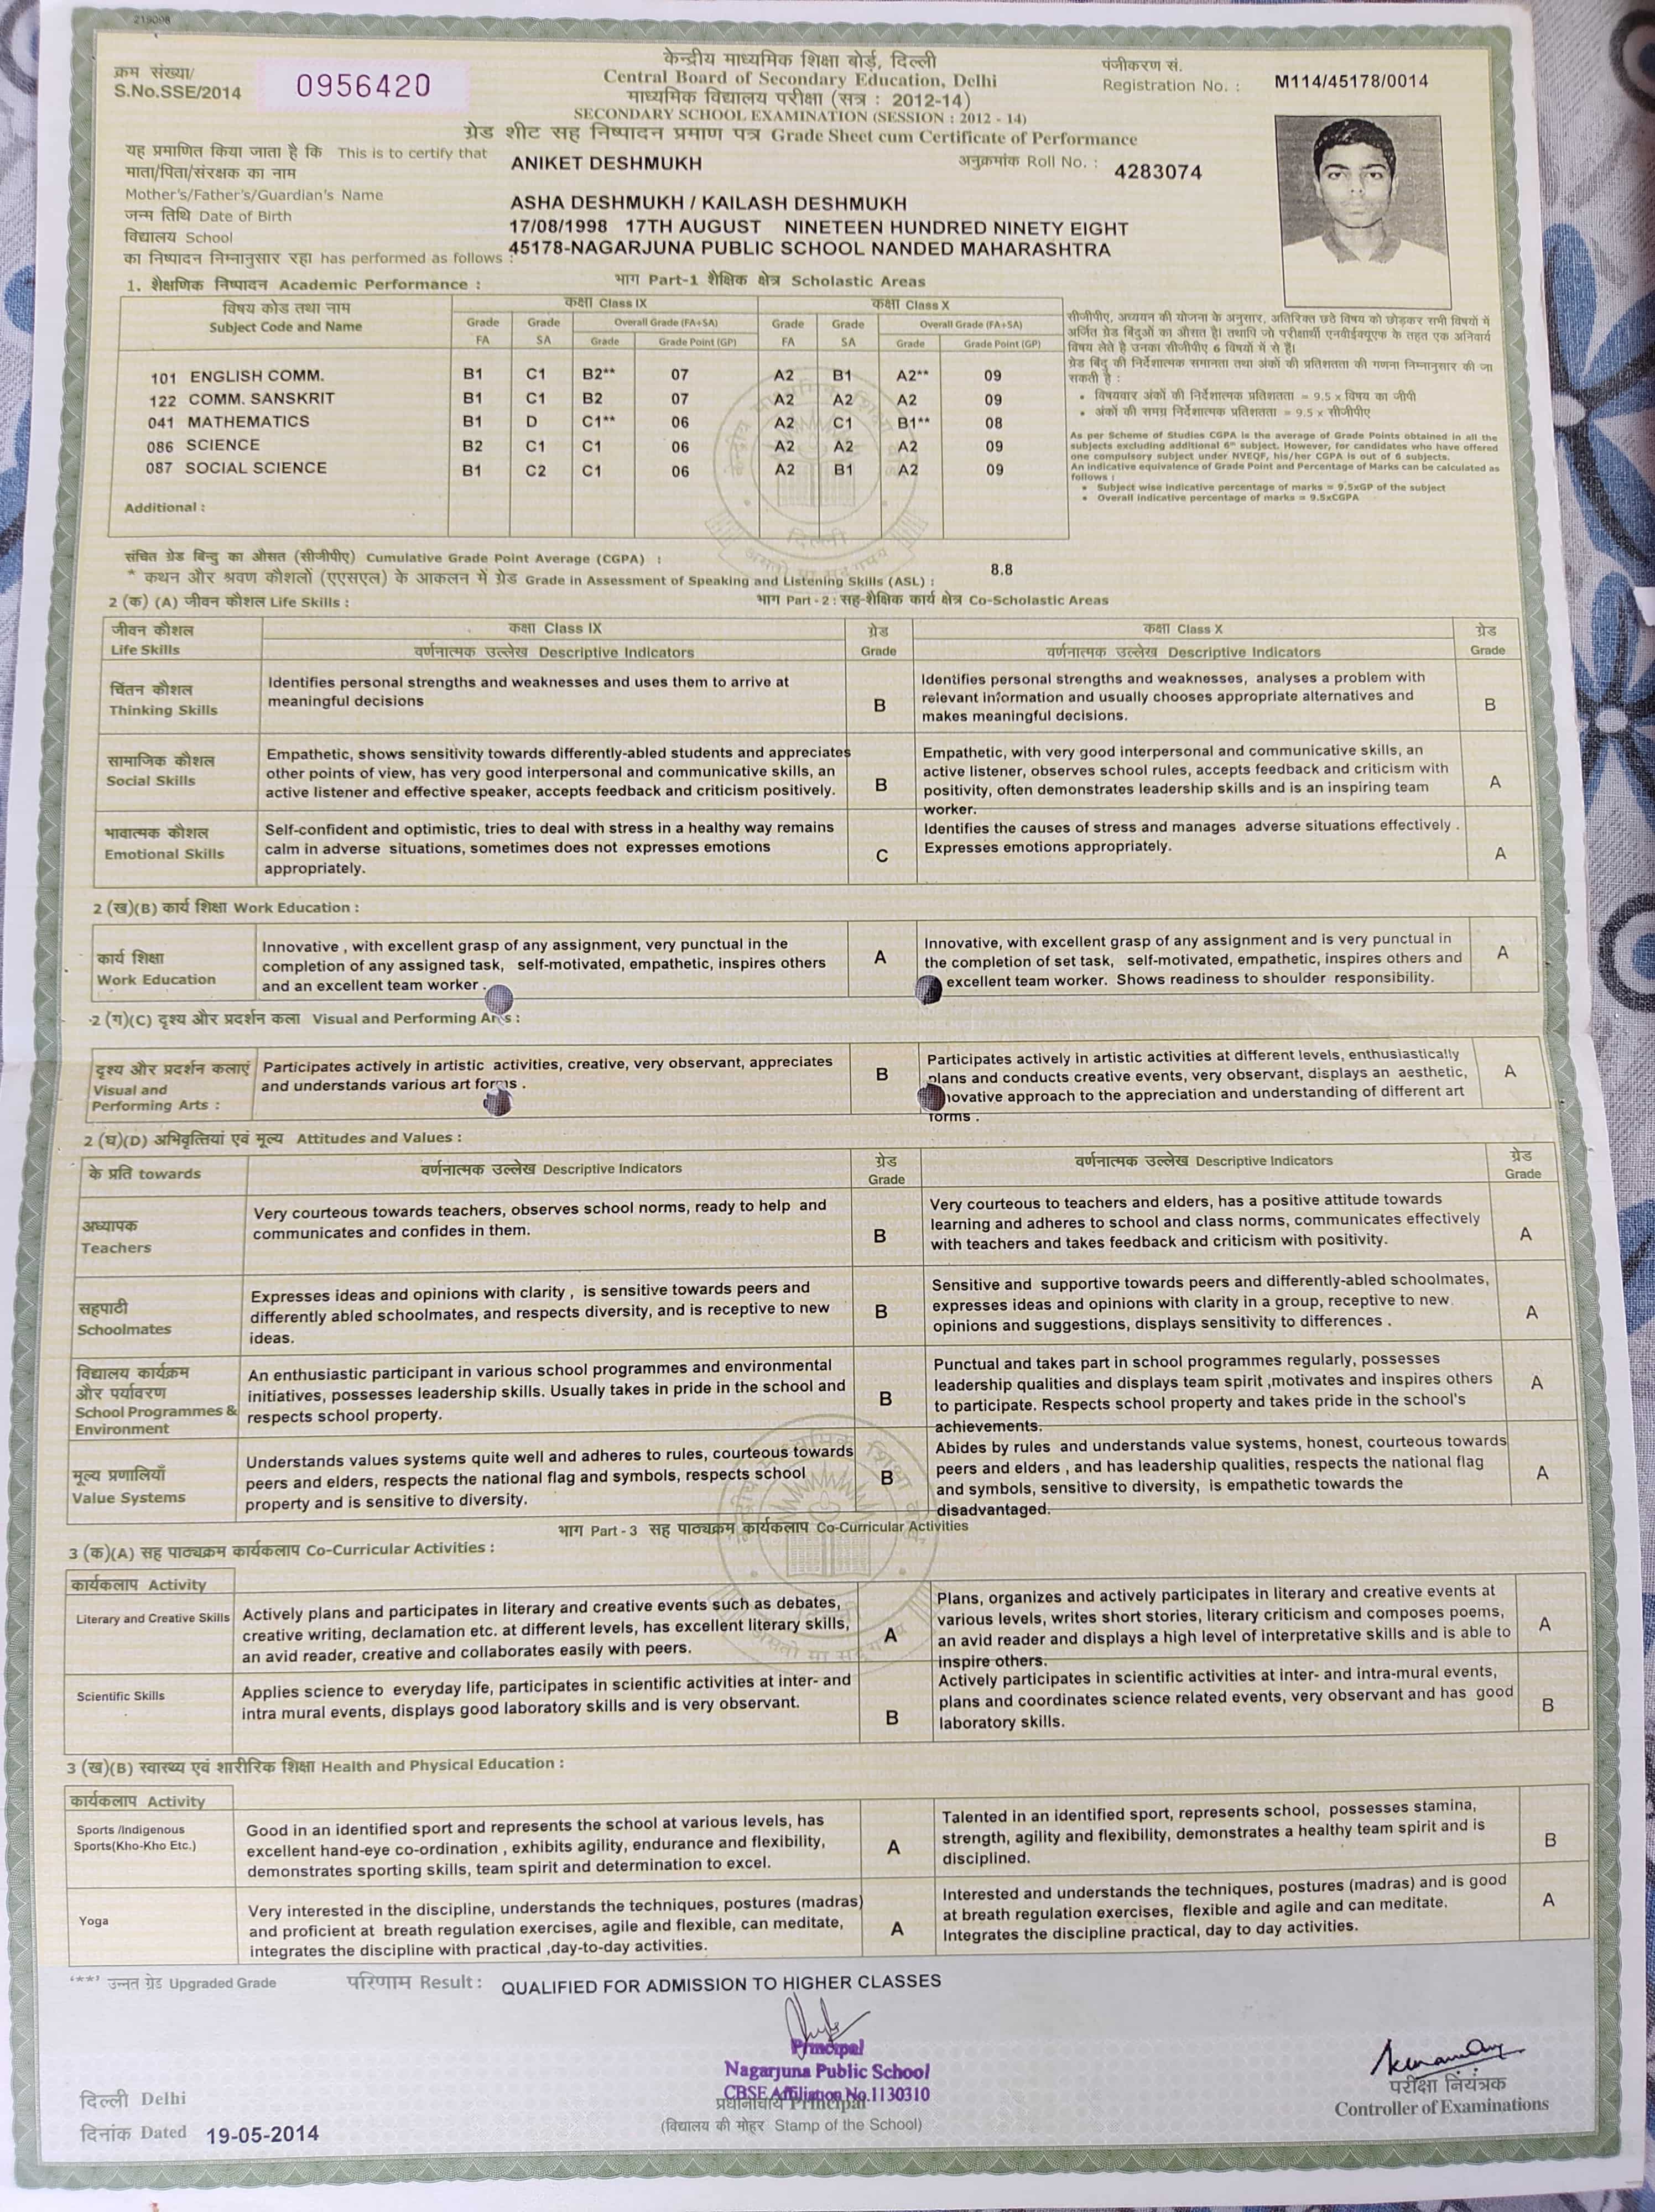 219098
क्रम संख्या/
S.No.SSE/2014
0956420
केन्द्रीय माध्यमिक शिक्षा बोर्ड, दिल्ली
Central Board of Secondary Education, Delhi
माध्यमिक विद्यालय परीक्षा (सत्र : 2012-14)
SECONDARY SCHOOL EXAMINATION (SESSION : 2012 - 14)
ग्रेड शीट सह निष्पादन प्रमाण पत्र Grade Sheet cum Certificate of Performance
पंजीकरण सं.
Registration No. : M114/45178/0014
यह प्रमाणित किया जाता है कि This is to certify that ANIKET DESHMUKH
अनुक्रमांक Roll No. : 4283074
माता/पिता/संरक्षक का नाम
Mother's/Father's/Guardian's Name ASHA DESHMUKH / KAILASH DESHMUKH
जन्म तिथि Date of Birth 17/08/1998 17TH AUGUST NINETEEN HUNDRED NINETY EIGHT
विद्यालय School 45178-NAGARJUNA PUBLIC SCHOOL NANDED MAHARASHTRA
का निष्पादन निम्नानुसार रहा has performed as follows :
1. शैक्षणिक निष्पादन Academic Performance : भाग Part-1 शैक्षिक क्षेत्र Scholastic Areas
विषय कोड तथा नाम
Subject Code and Name
कक्षा Class IX कक्षा Class X
Grade FA Grade SA Overall Grade (FA+SA) Grade FA Grade SA Overall Grade (FA+SA)
Grade Grade Point (GP) Grade Grade Point (GP)
101 ENGLISH COMM. B1 C1 B2** 07 A2 B1 A2** 09
122 COMM. SANSKRIT B1 C1 B2 07 A2 A2 A2 09
041 MATHEMATICS B1 D C1** 06 A2 C1 B1** 08
086 SCIENCE B2 C1 C1 06 A2 A2 A2 09
087 SOCIAL SCIENCE B1 C2 C1 06 A2 B1 A2 09
Additional :
सीजीपीए, अध्ययन की योजना के अनुसार, अतिरिक्त छठे विषय को छोड़कर सभी विषयों में
अर्जित ग्रेड बिंदुओं का औसत है। तथापि जो परीक्षार्थी एनवीईक्यूएफ के तहत एक अनिवार्य
विषय लेते है उनका सीजीपीए 6 विषयों में से है।
ग्रेड बिंदु की निर्देशात्मक समानता तथा अंकों की प्रतिशतता की गणना निम्नानुसार की जा
सकती है :
• विषयवार अंकों की निर्देशात्मक प्रतिशतता = 9.5 x विषय का जीपी
• अंकों की समग्र निर्देशात्मक प्रतिशतता = 9.5 x सीजीपीए
As per Scheme of Studies CGPA is the average of Grade Points obtained in all the
subjects excluding additional 6th subject. However, for candidates who have offered
one compulsory subject under NVEQF, his/her CGPA is out of 6 subjects.
An indicative equivalence of Grade Point and Percentage of Marks can be calculated as
follows :
• Subject wise indicative percentage of marks = 9.5xGP of the subject
• Overall indicative percentage of marks = 9.5xCGPA
संचित ग्रेड बिन्दु का औसत (सीजीपीए) Cumulative Grade Point Average (CGPA) : 8.8
* कथन और श्रवण कौशलों (एएसएल) के आकलन में ग्रेड Grade in Assessment of Speaking and Listening Skills (ASL) :
2 (क) (A) जीवन कौशल Life Skills : भाग Part - 2 : सह-शैक्षिक कार्य क्षेत्र Co-Scholastic Areas
जीवन कौशल
Life Skills
कक्षा Class IX ग्रेड Grade कक्षा Class X ग्रेड Grade
वर्णनात्मक उल्लेख Descriptive Indicators वर्णनात्मक उल्लेख Descriptive Indicators
चिंतन कौशल
Thinking Skills
Identifies personal strengths and weaknesses and uses them to arrive at
meaningful decisions
B
Identifies personal strengths and weaknesses, analyses a problem with
relevant information and usually chooses appropriate alternatives and
makes meaningful decisions.
B
सामाजिक कौशल
Social Skills
Empathetic, shows sensitivity towards differently-abled students and appreciates
other points of view, has very good interpersonal and communicative skills, an
active listener and effective speaker, accepts feedback and criticism positively.
B
Empathetic, with very good interpersonal and communicative skills, an
active listener, observes school rules, accepts feedback and criticism with
positivity, often demonstrates leadership skills and is an inspiring team
worker.
A
भावात्मक कौशल
Emotional Skills
Self-confident and optimistic, tries to deal with stress in a healthy way remains
calm in adverse situations, sometimes does not expresses emotions
appropriately.
C
Identifies the causes of stress and manages adverse situations effectively .
Expresses emotions appropriately.
A
2 (ख)(B) कार्य शिक्षा Work Education :
कार्य शिक्षा
Work Education
Innovative , with excellent grasp of any assignment, very punctual in the
completion of any assigned task, self-motivated, empathetic, inspires others
and an excellent team worker .
A
Innovative, with excellent grasp of any assignment and is very punctual in
the completion of set task, self-motivated, empathetic, inspires others and
excellent team worker. Shows readiness to shoulder responsibility.
A
2 (ग)(C) दृश्य और प्रदर्शन कला Visual and Performing Arts :
दृश्य और प्रदर्शन कलाएं
Visual and
Performing Arts :
Participates actively in artistic activities, creative, very observant, appreciates
and understands various art forms .
B
Participates actively in artistic activities at different levels, enthusiastically
plans and conducts creative events, very observant, displays an aesthetic,
novative approach to the appreciation and understanding of different art
forms .
A
2 (घ)(D) अभिवृत्तियां एवं मूल्य Attitudes and Values :
के प्रति towards
वर्णनात्मक उल्लेख Descriptive Indicators ग्रेड Grade वर्णनात्मक उल्लेख Descriptive Indicators ग्रेड Grade
अध्यापक
Teachers
Very courteous towards teachers, observes school norms, ready to help and
communicates and confides in them.
B
Very courteous to teachers and elders, has a positive attitude towards
learning and adheres to school and class norms, communicates effectively
with teachers and takes feedback and criticism with positivity.
A
सहपाठी
Schoolmates
Expresses ideas and opinions with clarity , is sensitive towards peers and
differently abled schoolmates, and respects diversity, and is receptive to new
ideas.
B
Sensitive and supportive towards peers and differently-abled schoolmates,
expresses ideas and opinions with clarity in a group, receptive to new
opinions and suggestions, displays sensitivity to differences .
A
विद्यालय कार्यक्रम
और पर्यावरण
School Programmes &
Environment
An enthusiastic participant in various school programmes and environmental
initiatives, possesses leadership skills. Usually takes in pride in the school and
respects school property.
B
Punctual and takes part in school programmes regularly, possesses
leadership qualities and displays team spirit ,motivates and inspires others
to participate. Respects school property and takes pride in the school's
achievements.
A
मूल्य प्रणालियाँ
Value Systems
Understands values systems quite well and adheres to rules, courteous towards
peers and elders, respects the national flag and symbols, respects school
property and is sensitive to diversity.
B
Abides by rules and understands value systems, honest, courteous towards
peers and elders , and has leadership qualities, respects the national flag
and symbols, sensitive to diversity, is empathetic towards the
disadvantaged.
A
भाग Part - 3 सह पाठ्यक्रम कार्यकलाप Co-Curricular Activities
3 (क)(A) सह पाठ्यक्रम कार्यकलाप Co-Curricular Activities :
कार्यकलाप Activity
Literary and Creative Skills
Actively plans and participates in literary and creative events such as debates,
creative writing, declamation etc. at different levels, has excellent literary skills,
an avid reader, creative and collaborates easily with peers.
A
Plans, organizes and actively participates in literary and creative events at
various levels, writes short stories, literary criticism and composes poems,
an avid reader and displays a high level of interpretative skills and is able to
inspire others.
A
Scientific Skills
Applies science to everyday life, participates in scientific activities at inter- and
intra mural events, displays good laboratory skills and is very observant.
B
Actively participates in scientific activities at inter- and intra-mural events,
plans and coordinates science related events, very observant and has good
laboratory skills.
B
3 (ख)(B) स्वास्थ्य एवं शारीरिक शिक्षा Health and Physical Education :
कार्यकलाप Activity
Sports /Indigenous
Sports(Kho-Kho Etc.)
Good in an identified sport and represents the school at various levels, has
excellent hand-eye co-ordination , exhibits agility, endurance and flexibility,
demonstrates sporting skills, team spirit and determination to excel.
A
Talented in an identified sport, represents school, possesses stamina,
strength, agility and flexibility, demonstrates a healthy team spirit and is
disciplined.
B
Yoga
Very interested in the discipline, understands the techniques, postures (madras)
and proficient at breath regulation exercises, agile and flexible, can meditate,
integrates the discipline with practical ,day-to-day activities.
A
Interested and understands the techniques, postures (madras) and is good
at breath regulation exercises, flexible and agile and can meditate.
Integrates the discipline practical, day to day activities.
A
'**' उन्नत ग्रेड Upgraded Grade परिणाम Result : QUALIFIED FOR ADMISSION TO HIGHER CLASSES
Principal
Nagarjuna Public School
CBSE Affiliation No.1130310
प्रधानाचार्य Principal
(विद्यालय की मोहर Stamp of the School)
परीक्षा नियंत्रक
Controller of Examinations
दिल्ली Delhi
दिनांक Dated 19-05-2014